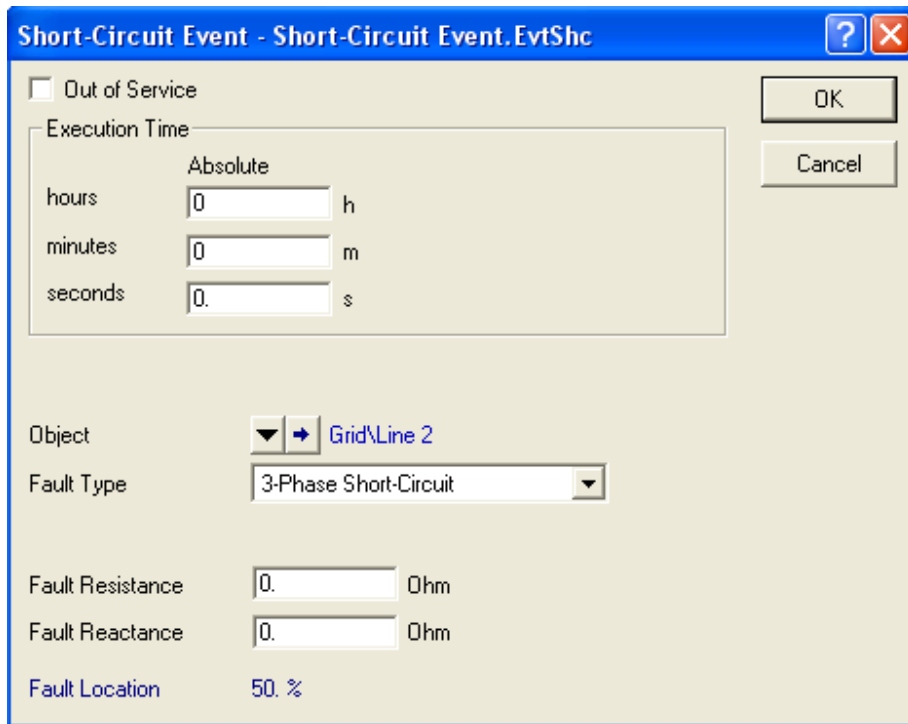 Short-Circuit Event - Short-Circuit Event.EvtShc
Out of Service
OK
Execution Time
Absolute
Cancel
hours 0 h
minutes 0 m
seconds 0. s
Object Grid\Line 2
Fault Type 3-Phase Short-Circuit
Fault Resistance 0. Ohm
Fault Reactance 0. Ohm
Fault Location 50. %